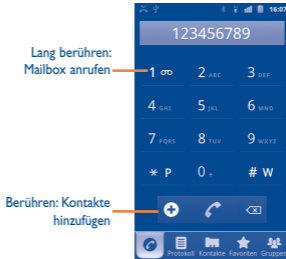 16:07
123456789
Lang berühren:
Mailbox anrufen
1 2 ABC 3 DEF
4 GHI 5 JKL 6 MNO
7 PQRS 8 TUV 9 WXYZ
* P 0 + # W
Berühren: Kontakte
hinzufügen
Protokoll Kontakte Favoriten Gruppen